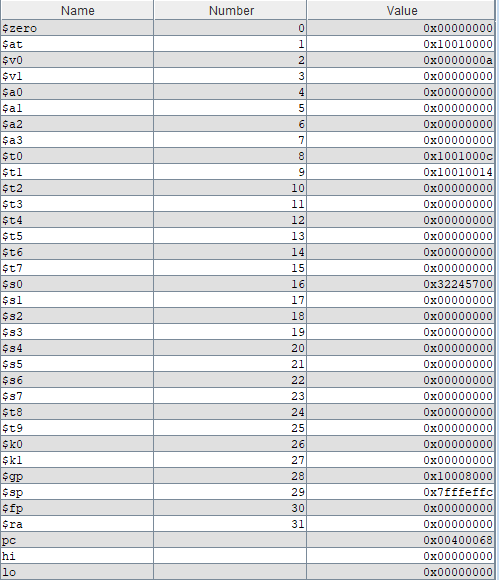 Name Number Value
$zero 0 0x00000000
$at 1 0x10010000
$v0 2 0x0000000a
$v1 3 0x00000000
$a0 4 0x00000000
$a1 5 0x00000000
$a2 6 0x00000000
$a3 7 0x00000000
$t0 8 0x1001000c
$t1 9 0x10010014
$t2 10 0x00000000
$t3 11 0x00000000
$t4 12 0x00000000
$t5 13 0x00000000
$t6 14 0x00000000
$t7 15 0x00000000
$s0 16 0x32245700
$s1 17 0x00000000
$s2 18 0x00000000
$s3 19 0x00000000
$s4 20 0x00000000
$s5 21 0x00000000
$s6 22 0x00000000
$s7 23 0x00000000
$t8 24 0x00000000
$t9 25 0x00000000
$k0 26 0x00000000
$k1 27 0x00000000
$gp 28 0x10008000
$sp 29 0x7fffeffc
$fp 30 0x00000000
$ra 31 0x00000000
pc 0x00400068
hi 0x00000000
lo 0x00000000